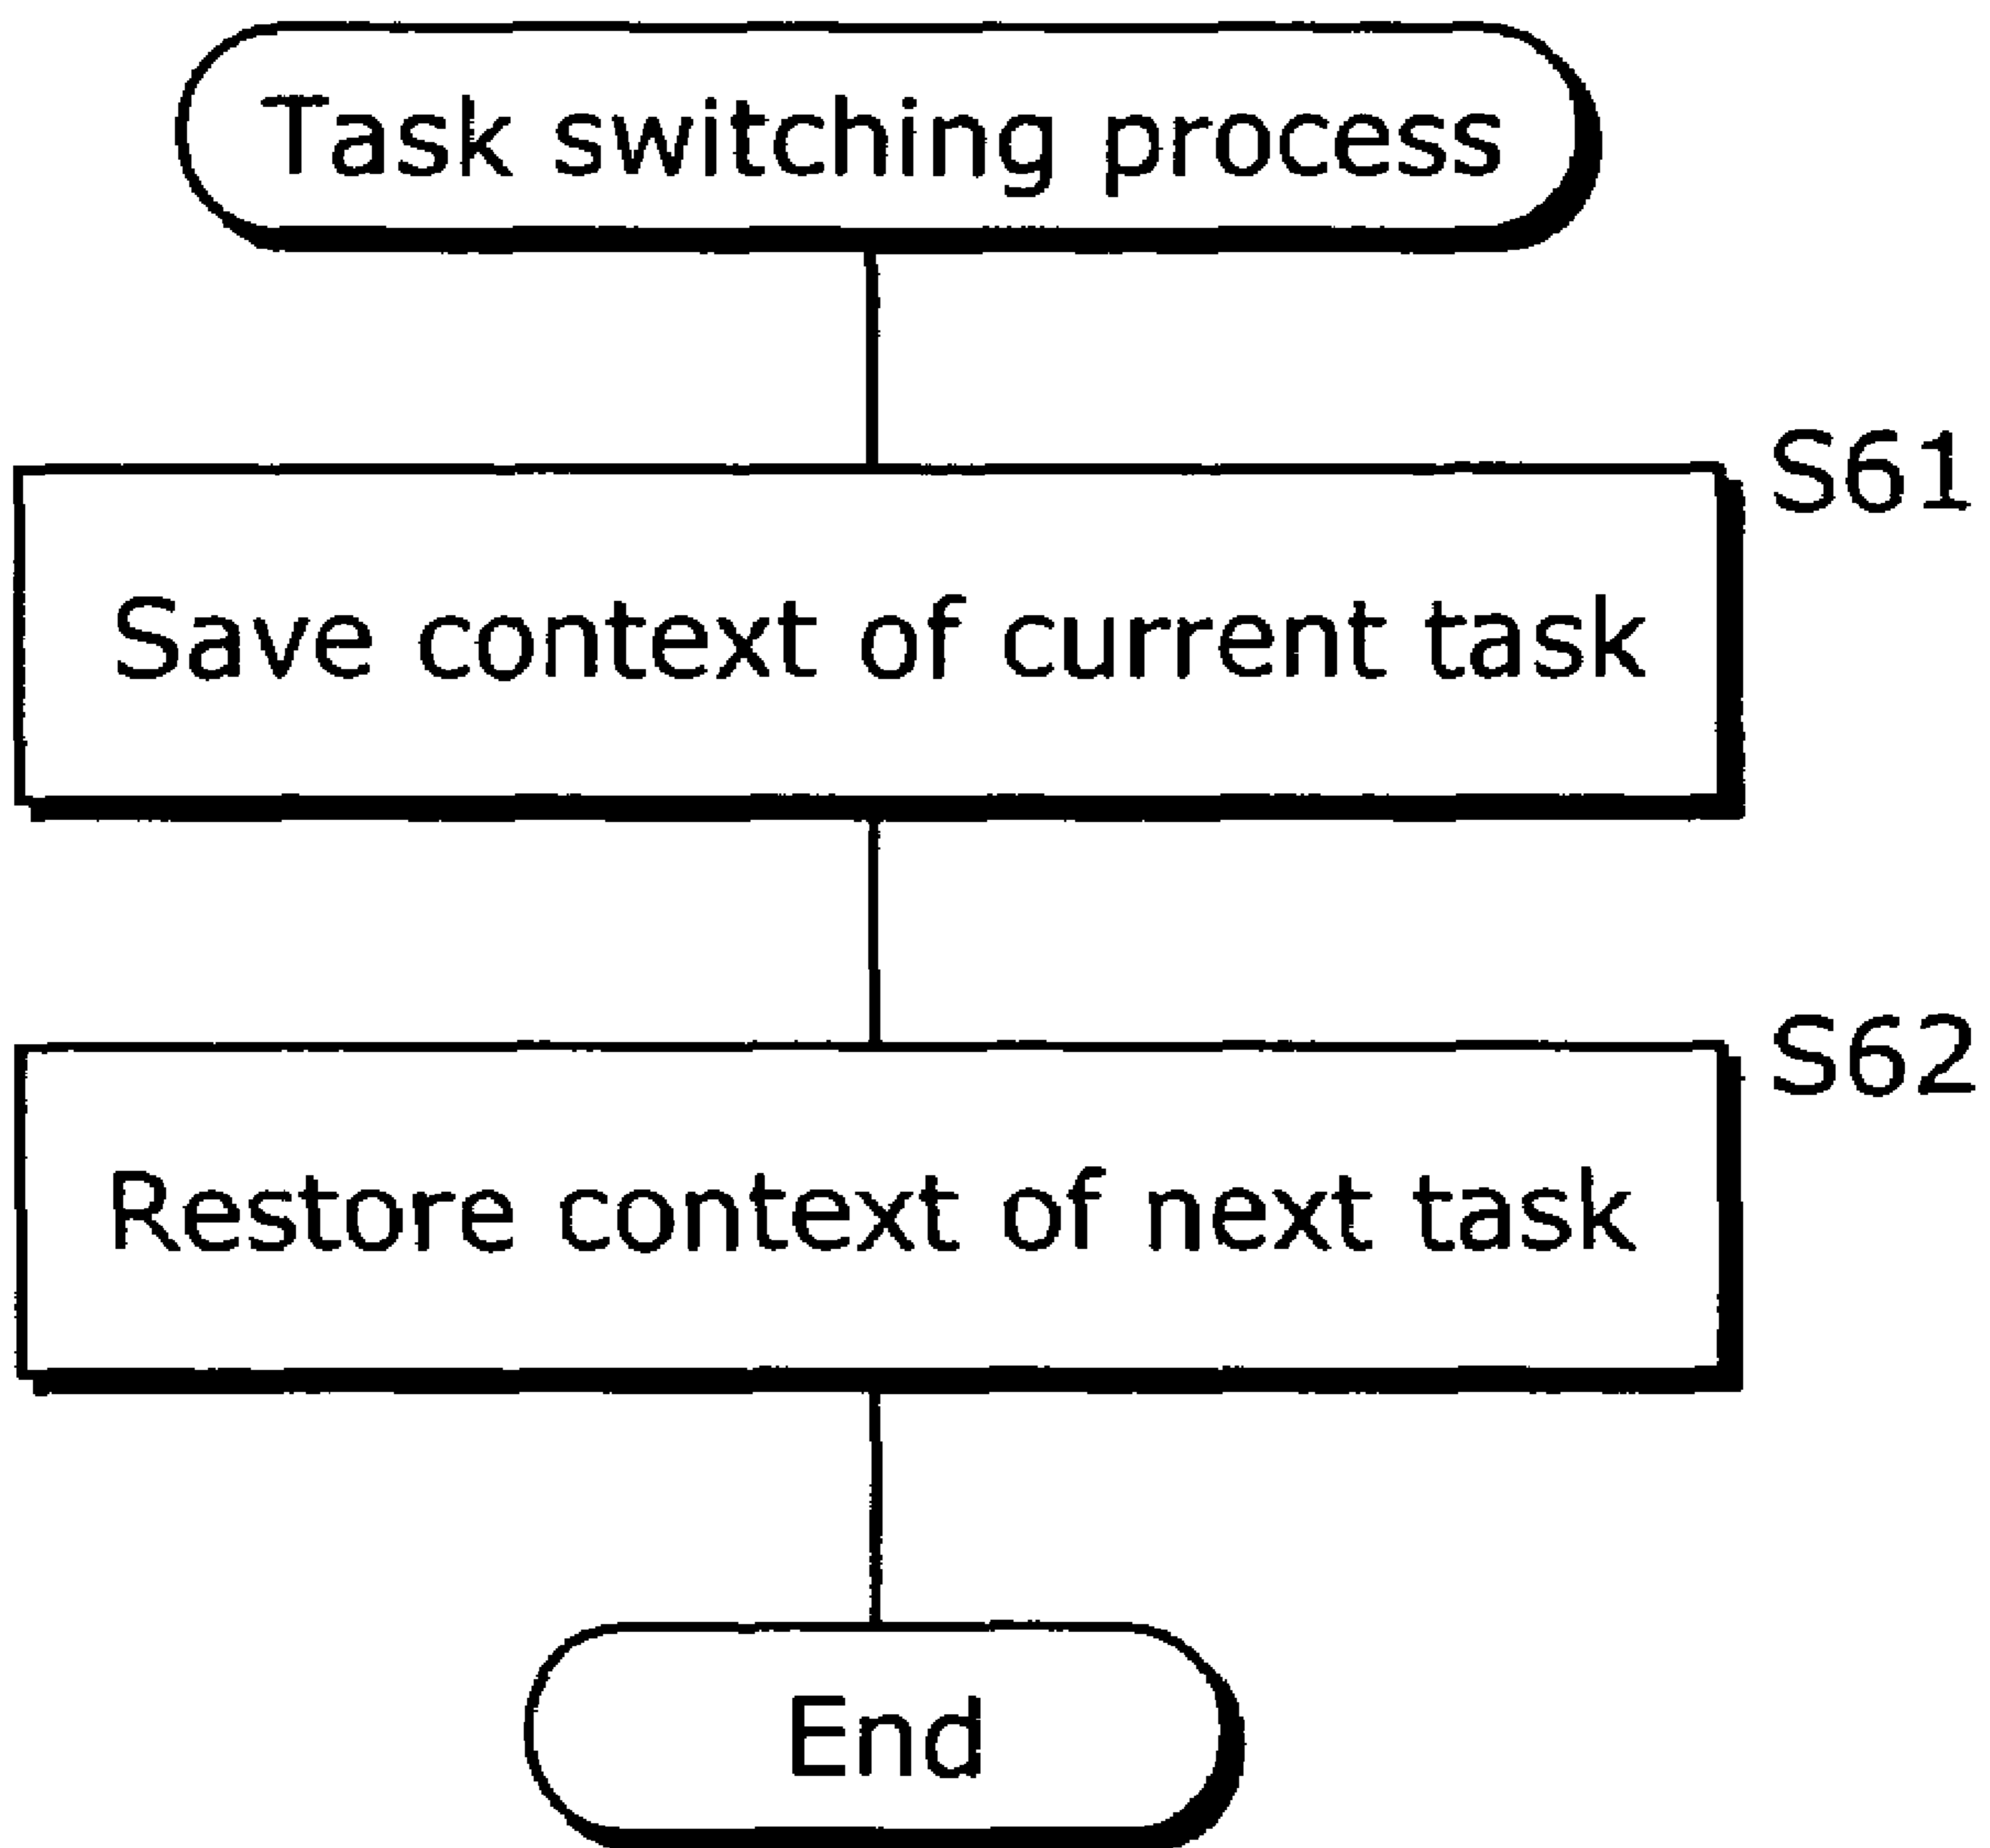 Task switching process
S61
Save context of current task
S62
Restore context of next task
End